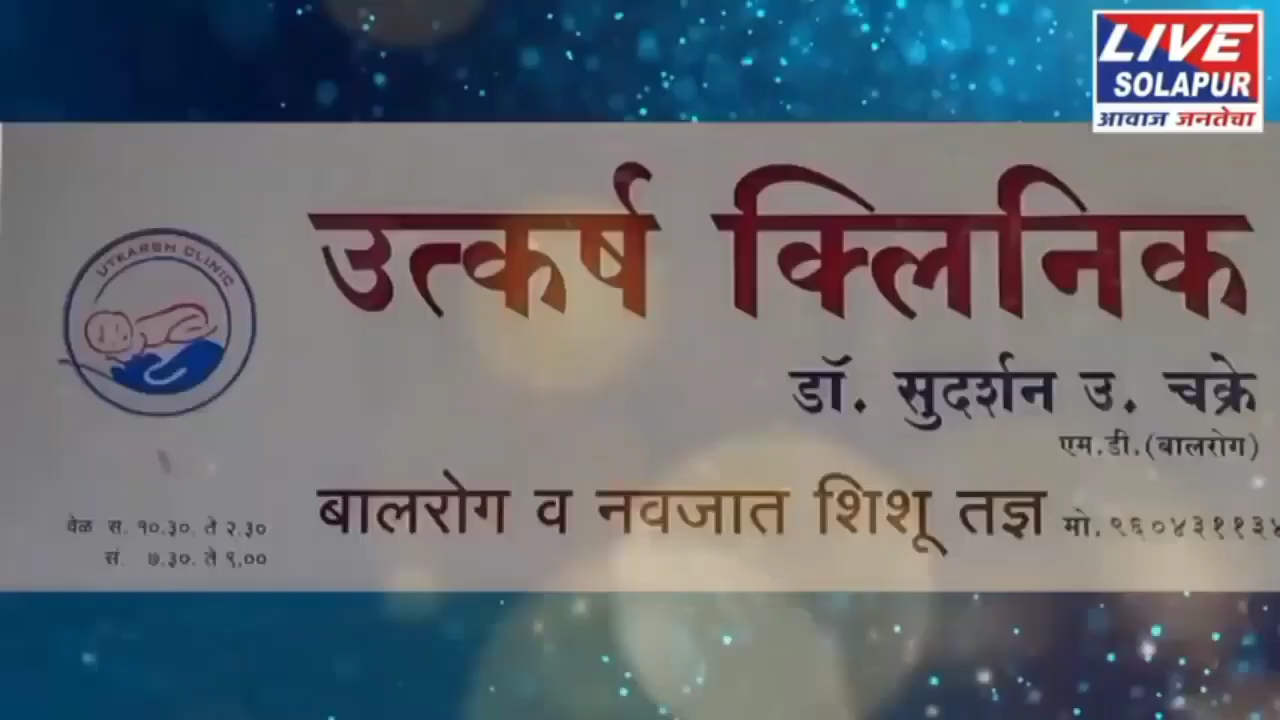 LIVE
SOLAPUR
आवाज जनतेचा
UTKARSH CLINIC
उत्कर्ष क्लिनिक
डॉ. सुदर्शन उ. चक्रे
एम.डी.(बालरोग)
बालरोग व नवजात शिशू तज्ञ
मो. ९६०४३११३४
वेळ स. १०.३०. ते २.३०
सं. ७.३०. ते ९.००